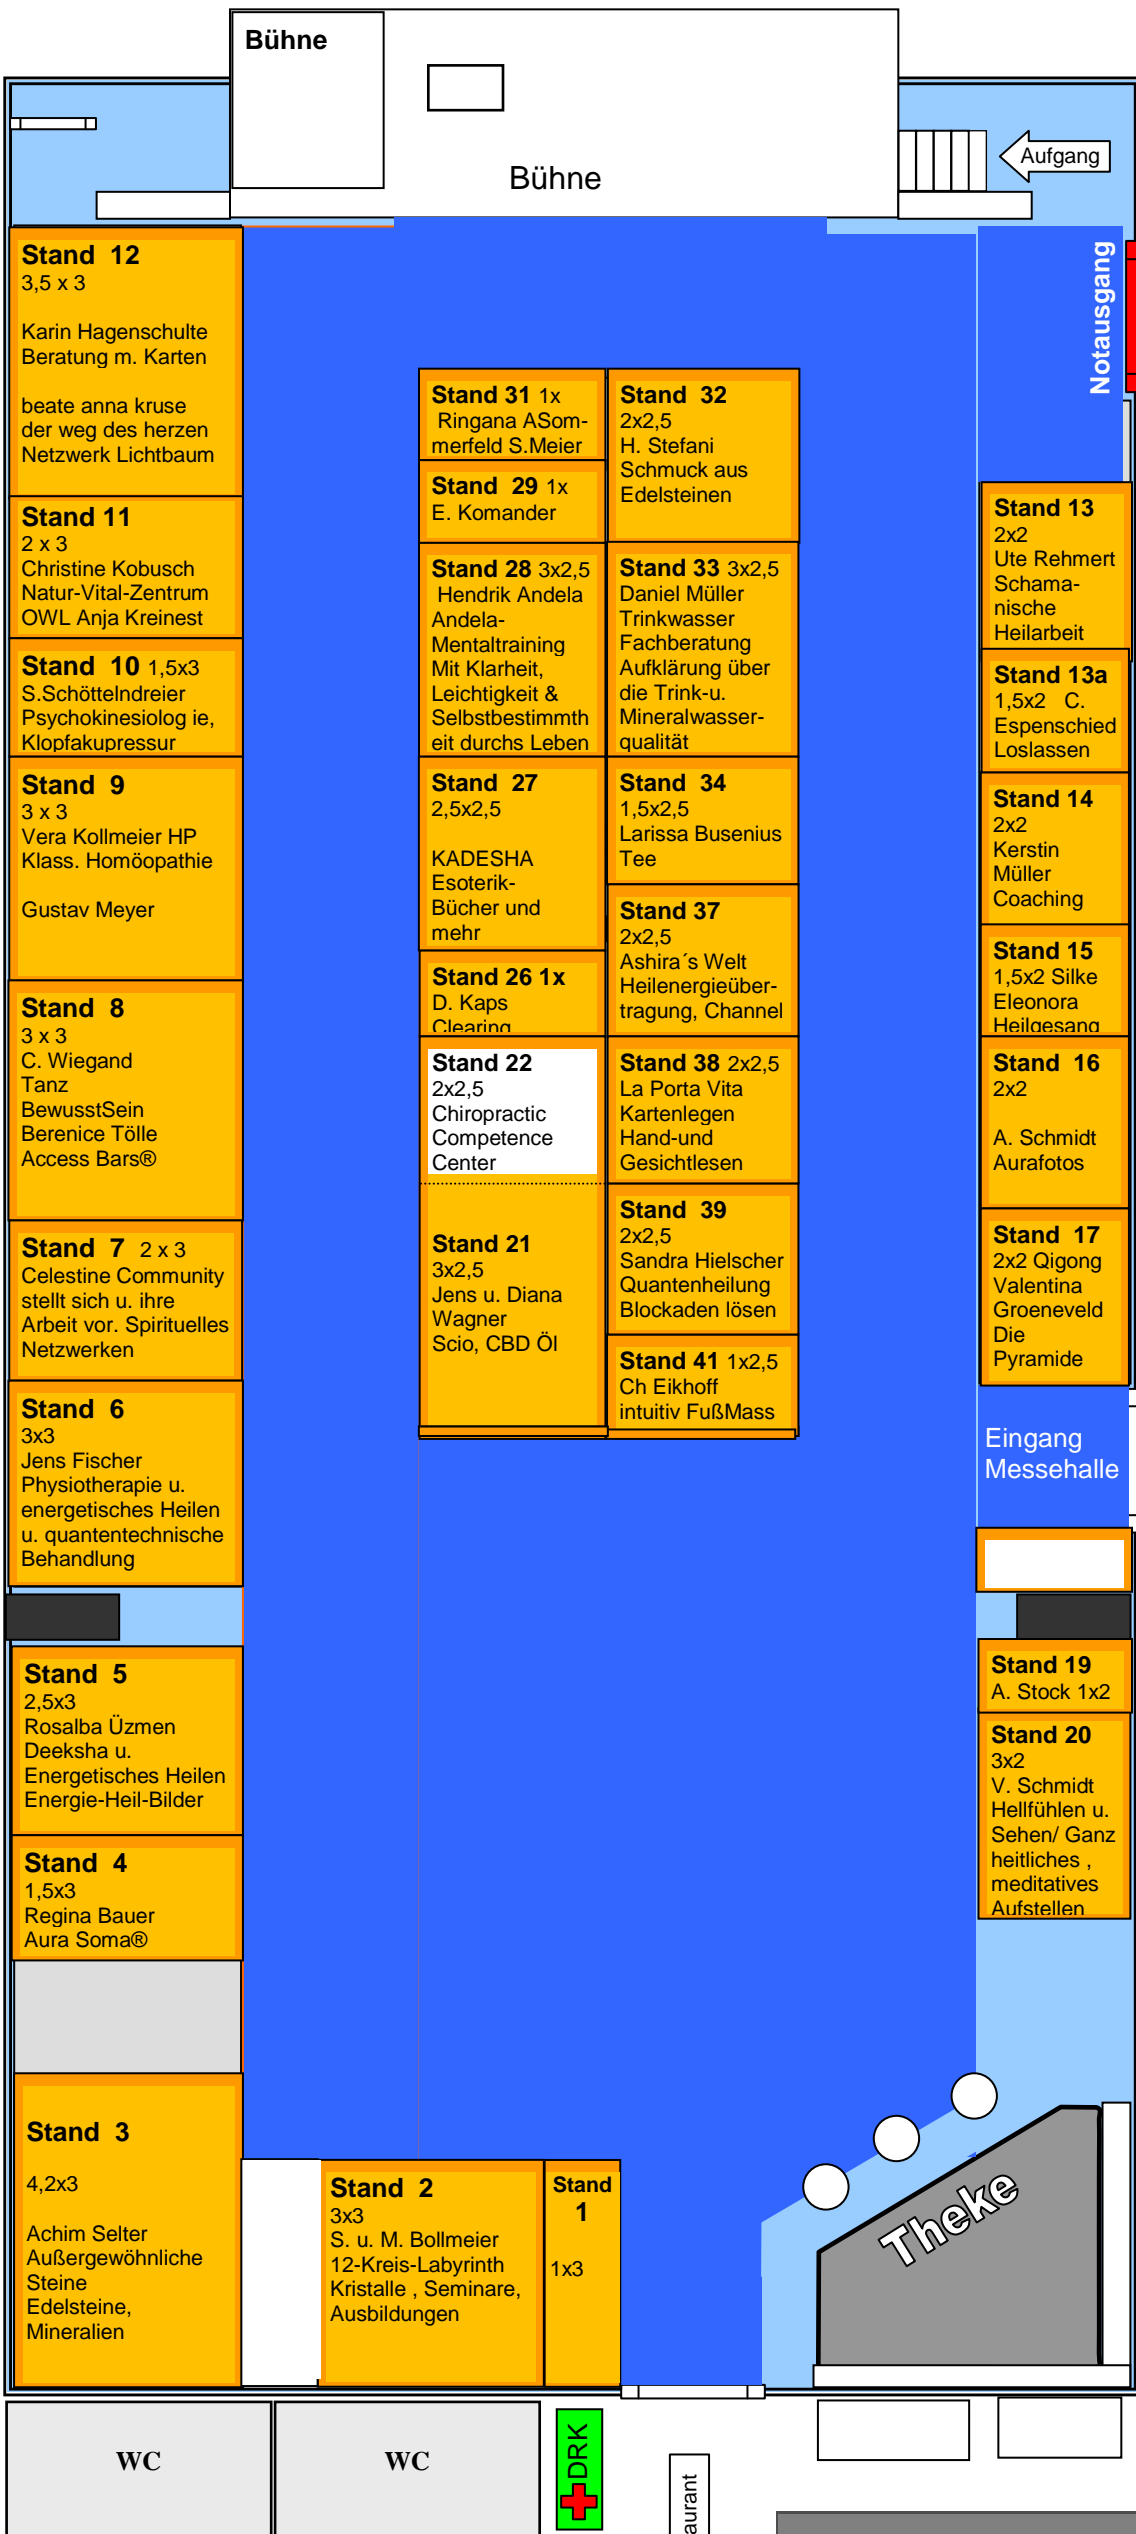 Bühne
Bühne
Aufgang
Notausgang
Stand 12
3,5 x 3
Karin Hagenschulte
Beratung m. Karten
beate anna kruse
der weg des herzen
Netzwerk Lichtbaum
Stand 11
2 x 3
Christine Kobusch
Natur-Vital-Zentrum
OWL Anja Kreinest
Stand 10 1,5x3
S.Schöttelndreier
Psychokinesiolog ie,
Klopfakupressur
Stand 9
3 x 3
Vera Kollmeier HP
Klass. Homöopathie
Gustav Meyer
Stand 8
3 x 3
C. Wiegand
Tanz
BewusstSein
Berenice Tölle
Access Bars®
Stand 7 2 x 3
Celestine Community
stellt sich u. ihre
Arbeit vor. Spirituelles
Netzwerken
Stand 6
3x3
Jens Fischer
Physiotherapie u.
energetisches Heilen
u. quantentechnische
Behandlung
Stand 5
2,5x3
Rosalba Üzmen
Deeksha u.
Energetisches Heilen
Energie-Heil-Bilder
Stand 4
1,5x3
Regina Bauer
Aura Soma®
Stand 3
4,2x3
Achim Selter
Außergewöhnliche
Steine
Edelsteine,
Mineralien
Stand 31 1x
Ringana ASom-
merfeld S.Meier
Stand 29 1x
E. Komander
Stand 28 3x2,5
Hendrik Andela
Andela-
Mentaltraining
Mit Klarheit,
Leichtigkeit &
Selbstbestimmth
eit durchs Leben
Stand 27
2,5x2,5
KADESHA
Esoterik-
Bücher und
mehr
Stand 26 1x
D. Kaps
Clearing
Stand 22
2x2,5
Chiropractic
Competence
Center
Stand 21
3x2,5
Jens u. Diana
Wagner
Scio, CBD Öl
Stand 32
2x2,5
H. Stefani
Schmuck aus
Edelsteinen
Stand 33 3x2,5
Daniel Müller
Trinkwasser
Fachberatung
Aufklärung über
die Trink-u.
Mineralwasser-
qualität
Stand 34
1,5x2,5
Larissa Busenius
Tee
Stand 37
2x2,5
Ashira´s Welt
Heilenergieüber-
tragung, Channel
Stand 38 2x2,5
La Porta Vita
Kartenlegen
Hand-und
Gesichtlesen
Stand 39
2x2,5
Sandra Hielscher
Quantenheilung
Blockaden lösen
Stand 41 1x2,5
Ch Eikhoff
intuitiv FußMass
Stand 13
2x2
Ute Rehmert
Schama-
nische
Heilarbeit
Stand 13a
1,5x2 C.
Espenschied
Loslassen
Stand 14
2x2
Kerstin
Müller
Coaching
Stand 15
1,5x2 Silke
Eleonora
Heilgesang
Stand 16
2x2
A. Schmidt
Aurafotos
Stand 17
2x2 Qigong
Valentina
Groeneveld
Die
Pyramide
Eingang
Messehalle
Stand 19
A. Stock 1x2
Stand 20
3x2
V. Schmidt
Hellfühlen u.
Sehen/ Ganz
heitliches ,
meditatives
Aufstellen
Stand 2
3x3
S. u. M. Bollmeier
12-Kreis-Labyrinth
Kristalle , Seminare,
Ausbildungen
Stand
1
1x3
Theke
WC
WC
DRK
aurant